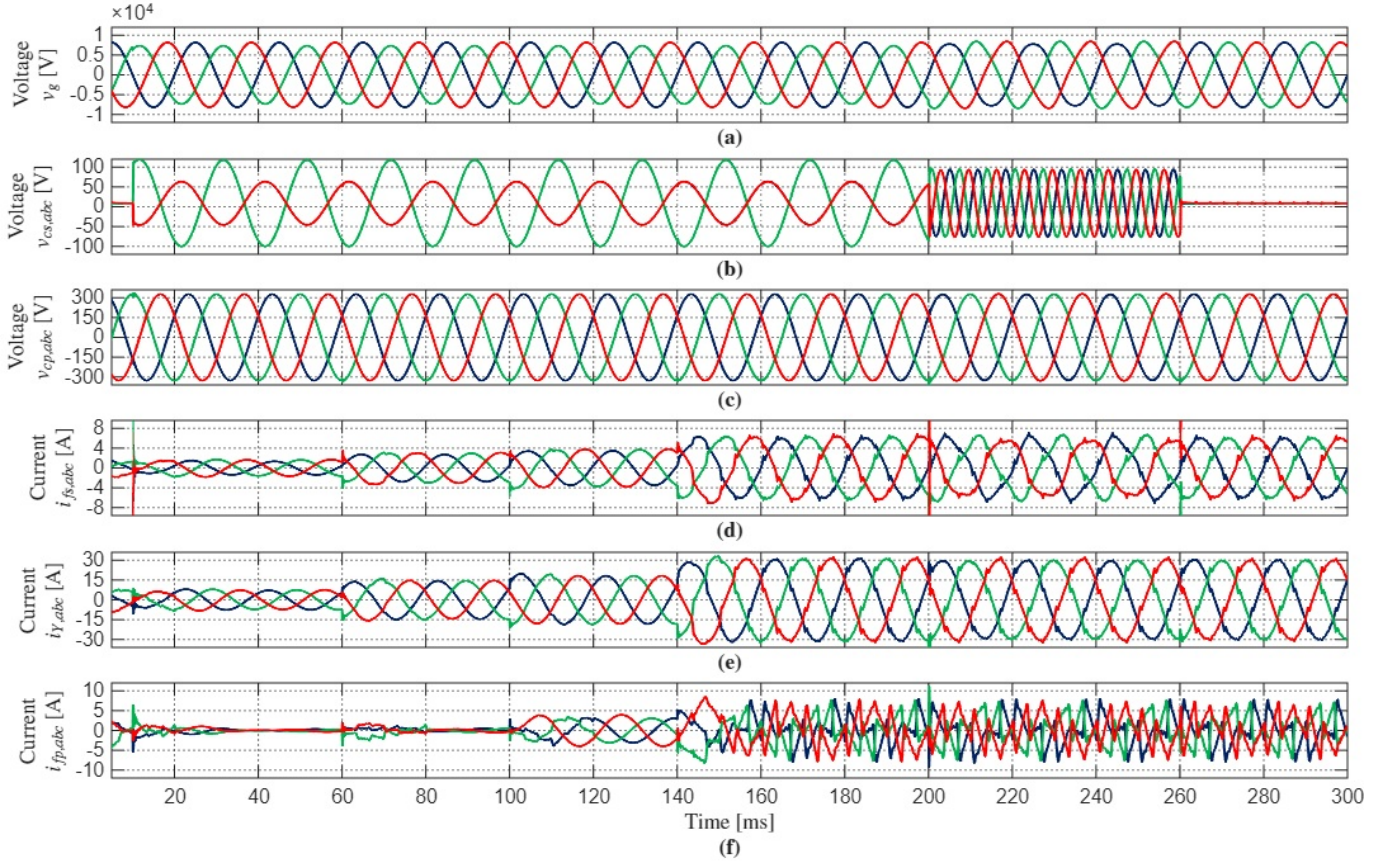 ×10⁴
Voltage
v_g [V]
1
0.5
0
-0.5
-1
(a)
Voltage
v_cs,abc [V]
100
50
0
-50
-100
(b)
Voltage
v_cp,abc [V]
300
150
0
-150
-300
(c)
Current
i_fs,abc [A]
8
4
0
-4
-8
(d)
Current
i_Y,abc [A]
30
15
0
-15
-30
(e)
Current
i_fp,abc [A]
10
5
0
-5
-10
20 40 60 80 100 120 140 160 180 200 220 240 260 280 300
Time [ms]
(f)